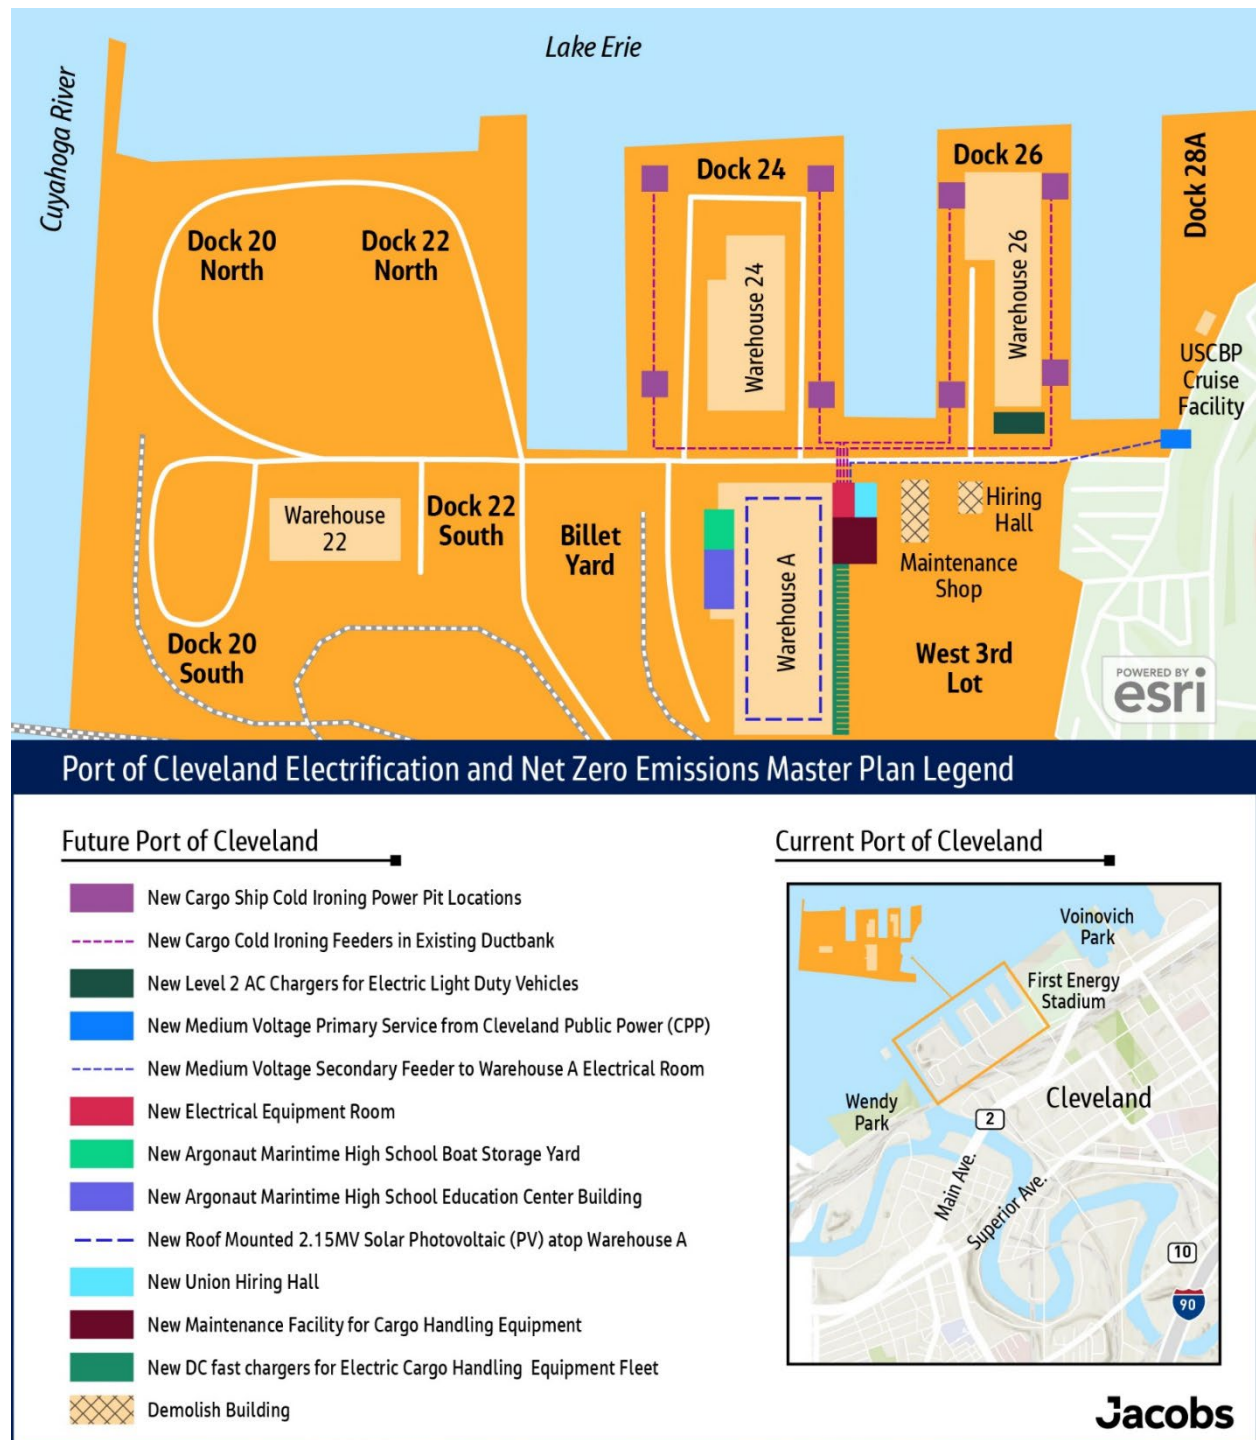 Lake Erie
Cuyahoga River
Dock 20
North
Dock 22
North
Dock 24
Warehouse 24
Dock 26
Warehouse 26
Dock 28A
USCBP
Cruise
Facility
Warehouse
22
Dock 22
South
Billet
Yard
Warehouse A
Hiring
Hall
Maintenance
Shop
Dock 20
South
West 3rd
Lot
POWERED BY
esri
Port of Cleveland Electrification and Net Zero Emissions Master Plan Legend
Future Port of Cleveland
New Cargo Ship Cold Ironing Power Pit Locations
New Cargo Cold Ironing Feeders in Existing Ductbank
New Level 2 AC Chargers for Electric Light Duty Vehicles
New Medium Voltage Primary Service from Cleveland Public Power (CPP)
New Medium Voltage Secondary Feeder to Warehouse A Electrical Room
New Electrical Equipment Room
New Argonaut Marintime High School Boat Storage Yard
New Argonaut Marintime High School Education Center Building
New Roof Mounted 2.15MV Solar Photovoltaic (PV) atop Warehouse A
New Union Hiring Hall
New Maintenance Facility for Cargo Handling Equipment
New DC fast chargers for Electric Cargo Handling Equipment Fleet
Demolish Building
Current Port of Cleveland
Voinovich
Park
First Energy
Stadium
Wendy
Park
Cleveland
2
Main Ave.
Superior Ave.
10
90
Jacobs